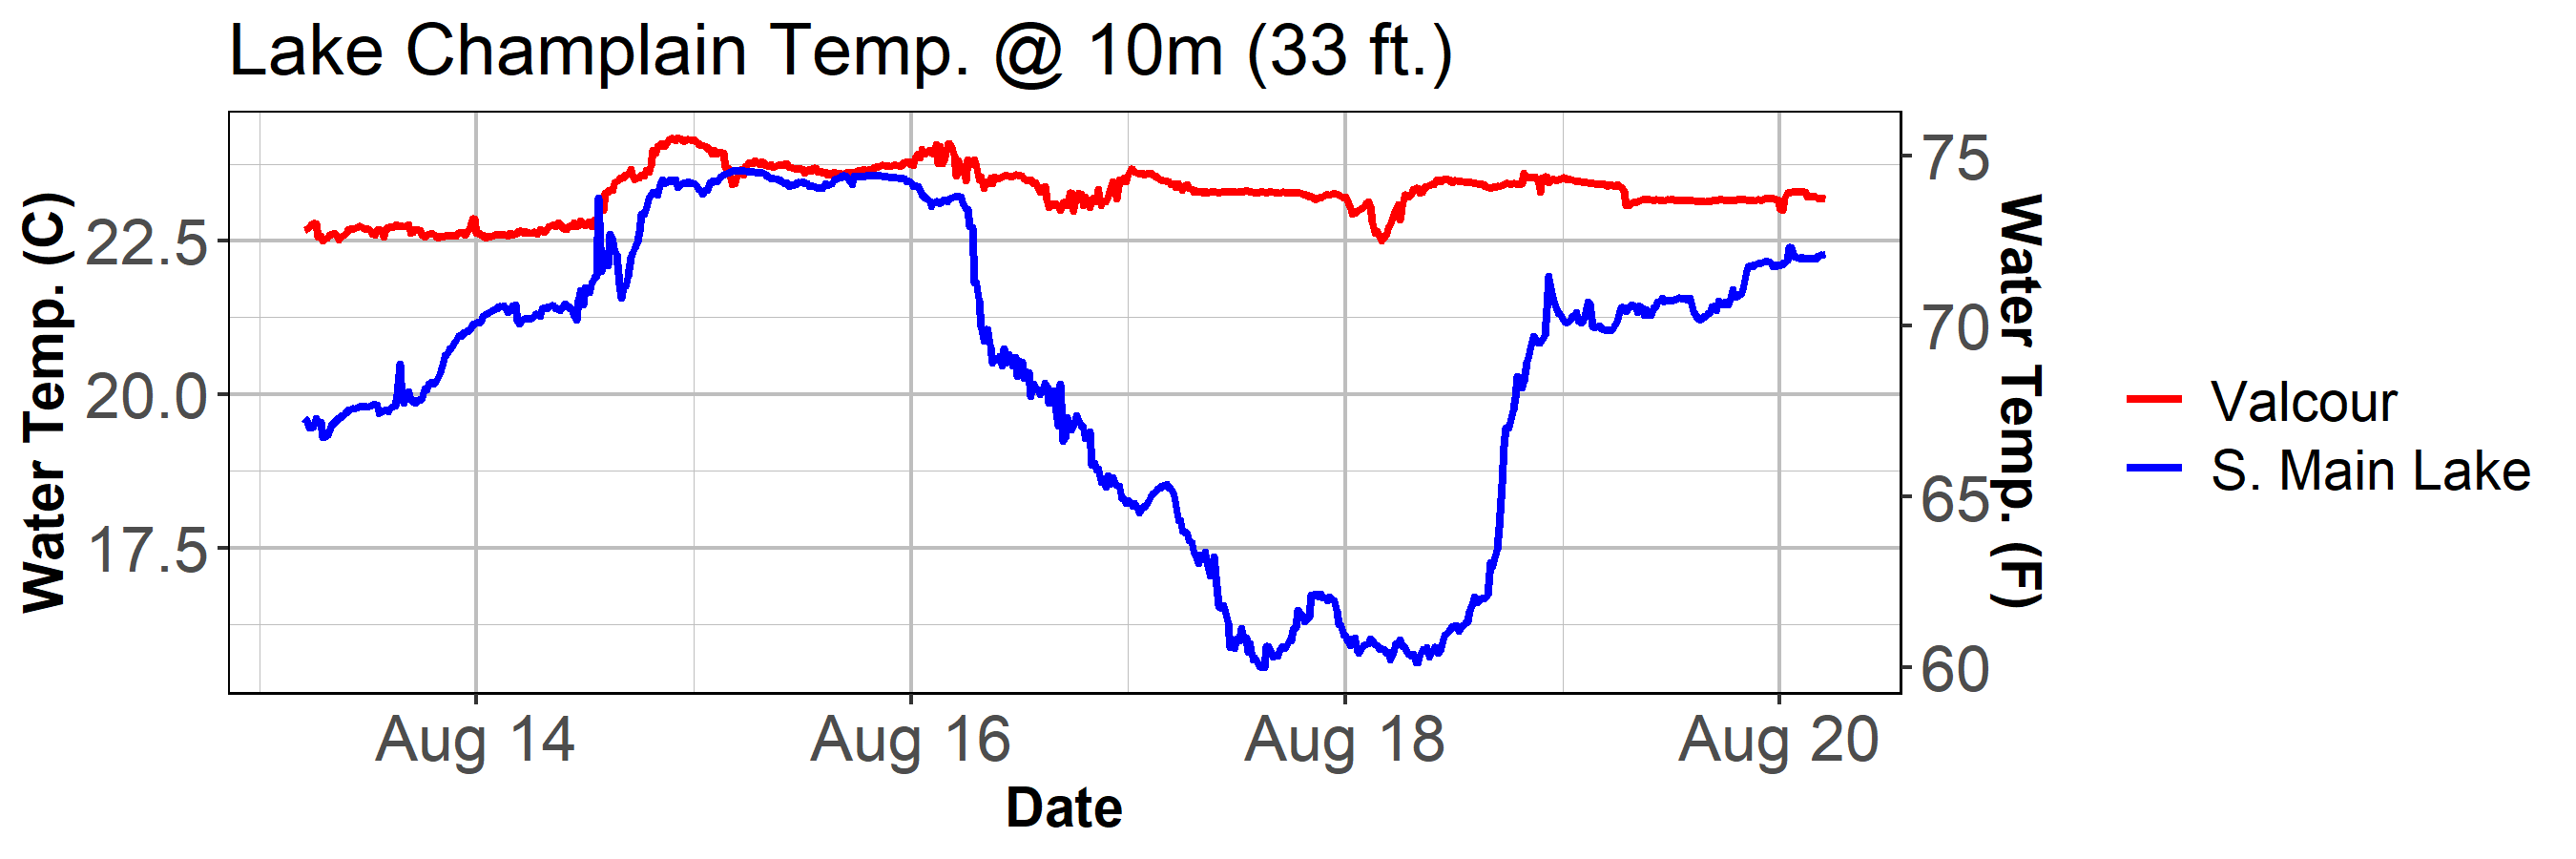 Lake Champlain Temp. @ 10m (33 ft.)
Water Temp. (C)
22.5
20.0
17.5
75
70
65
60
Water Temp. (F)
Aug 14
Aug 16
Aug 18
Aug 20
Date
Valcour
S. Main Lake